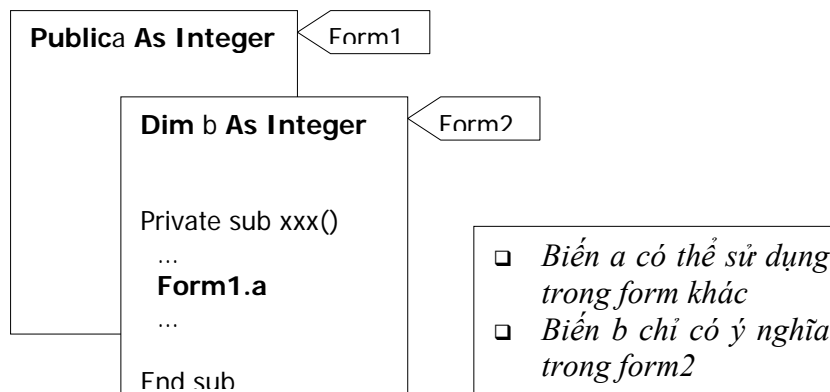 Publica As Integer
Form1
Dim b As Integer
Form2
Private sub xxx()
...
Form1.a
...
End sub
❑ Biến a có thể sử dụng
trong form khác
❑ Biến b chỉ có ý nghĩa
trong form2